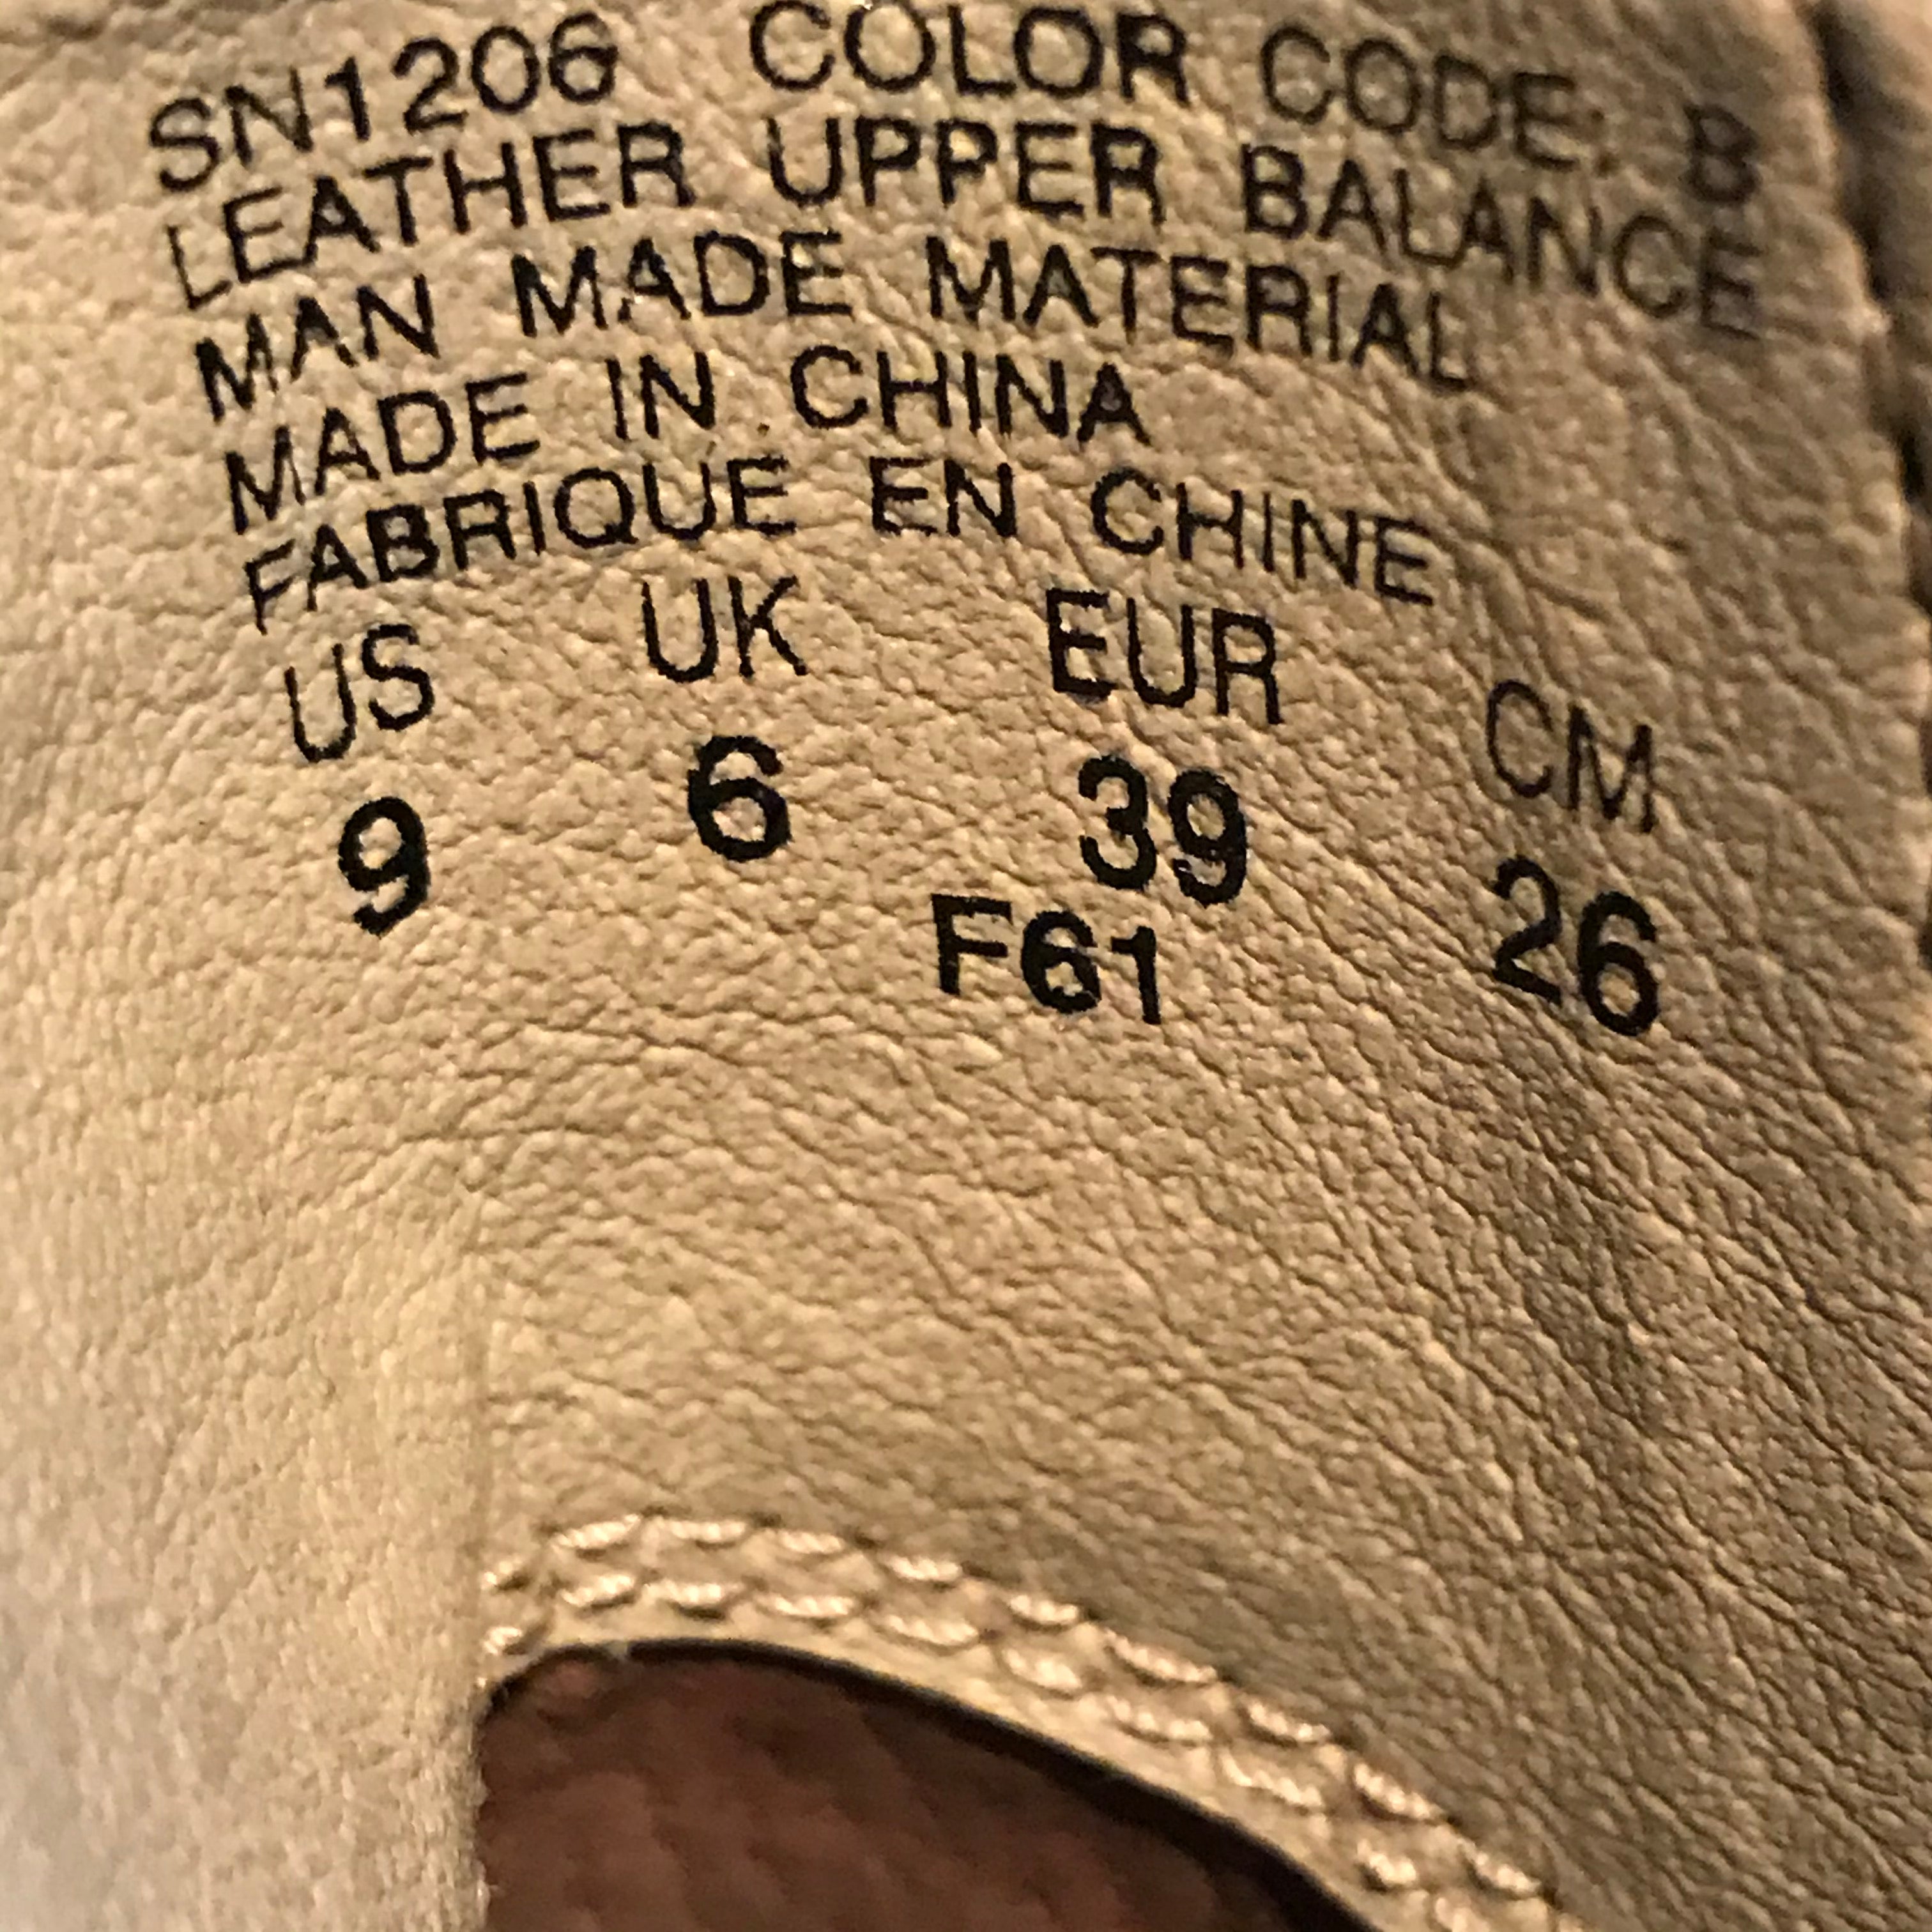 SN1206 COLOR CODE: B
LEATHER UPPER BALANCE
MAN MADE MATERIAL
MADE IN CHINA
FABRIQUE EN CHINE
US UK EUR CM
9 6 39 26
F61